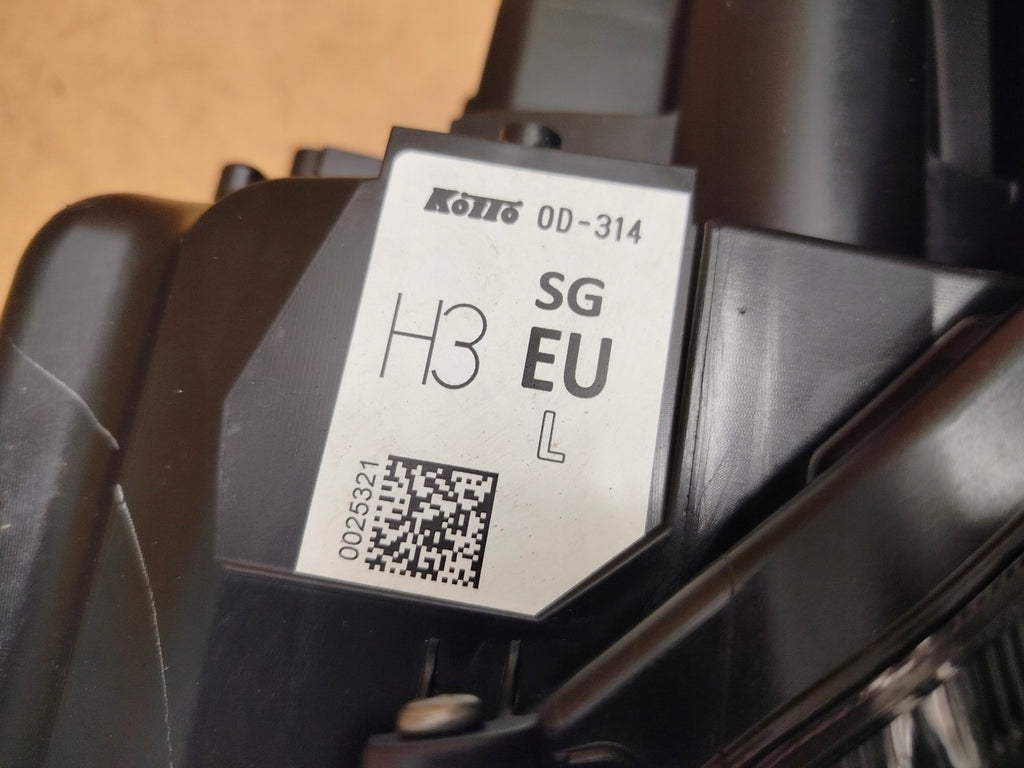 KOITO 0D-314
SG
H3 EU
L
0025321